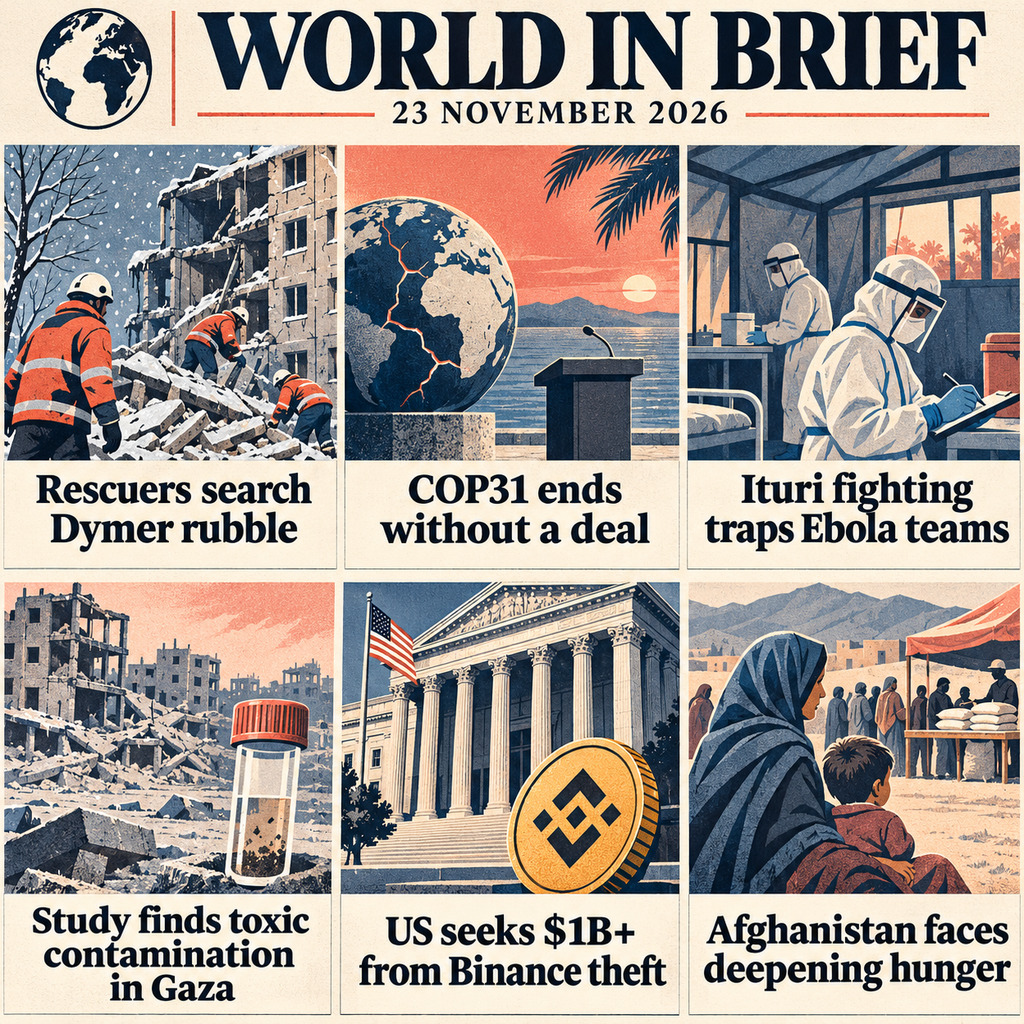 WORLD IN BRIEF
23 NOVEMBER 2026
Rescuers search
Dymer rubble
COP31 ends
without a deal
Ituri fighting
traps Ebola teams
Study finds toxic
contamination
in Gaza
US seeks $1B+
from Binance theft
Afghanistan faces
deepening hunger